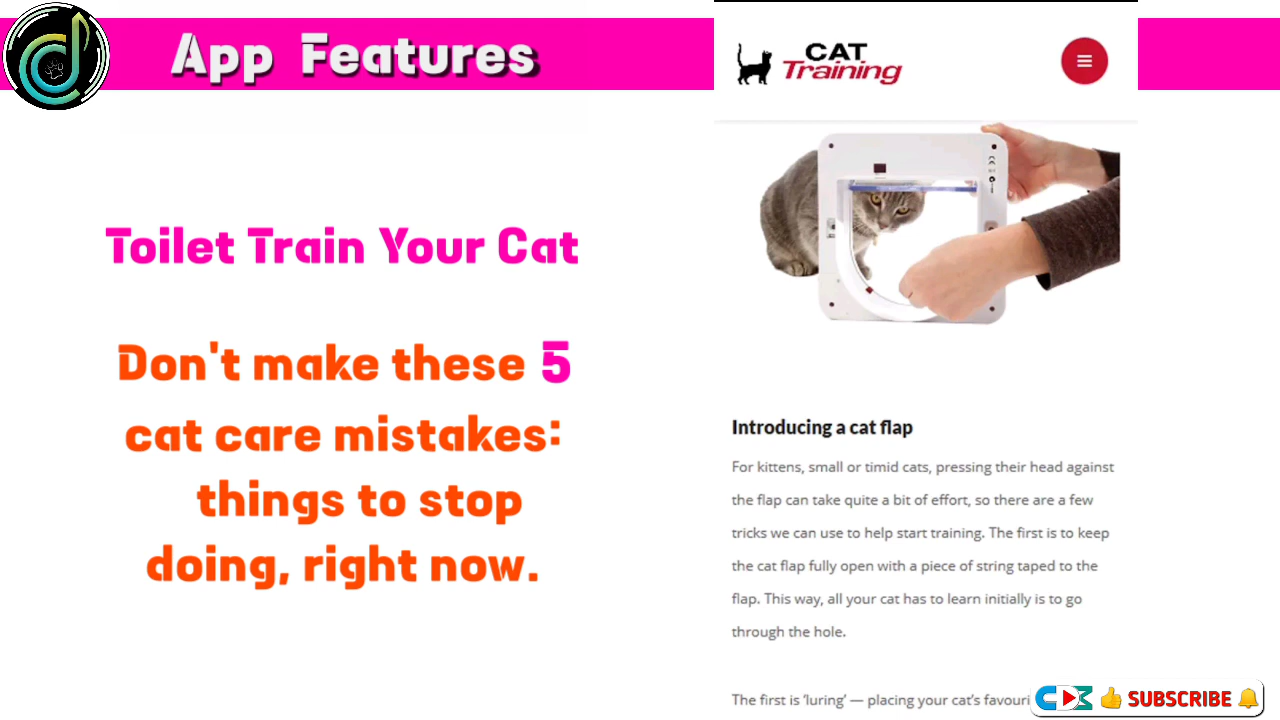 App Features
Toilet Train Your Cat
Don't make these 5
cat care mistakes:
things to stop
doing, right now.
CAT
Training
Introducing a cat flap
For kittens, small or timid cats, pressing their head against
the flap can take quite a bit of effort, so there are a few
tricks we can use to help start training. The first is to keep
the cat flap fully open with a piece of string taped to the
flap. This way, all your cat has to learn initially is to go
through the hole.
The first is ‘luring’ — placing your cat’s favouri
SUBSCRIBE